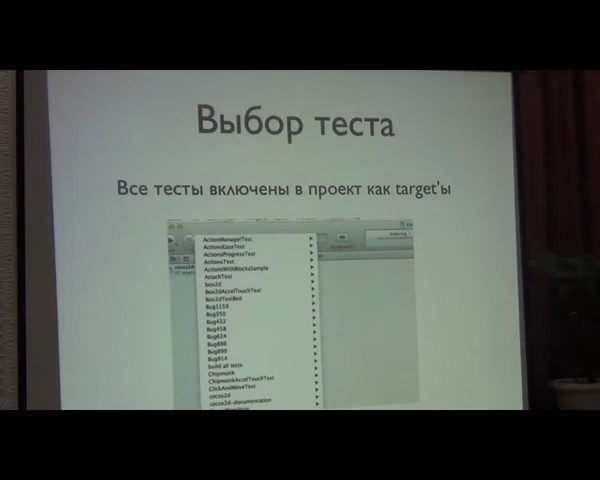 Выбор теста
Все тесты включены в проект как target'ы
ActionManagerTest
ActionsEaseTest
ActionsProgressTest
ActionsTest
ActionsWithBlocksSample
AttachTest
box2d
Box2dAccelTouchTest
Box2dTestBed
Bug1159
Bug350
Bug422
Bug458
Bug624
Bug886
Bug899
Bug914
build all tests
Chipmunk
ChipmunkAccelTouchTest
ClickAndMoveTest
cocos2d
cocos2d-documentation